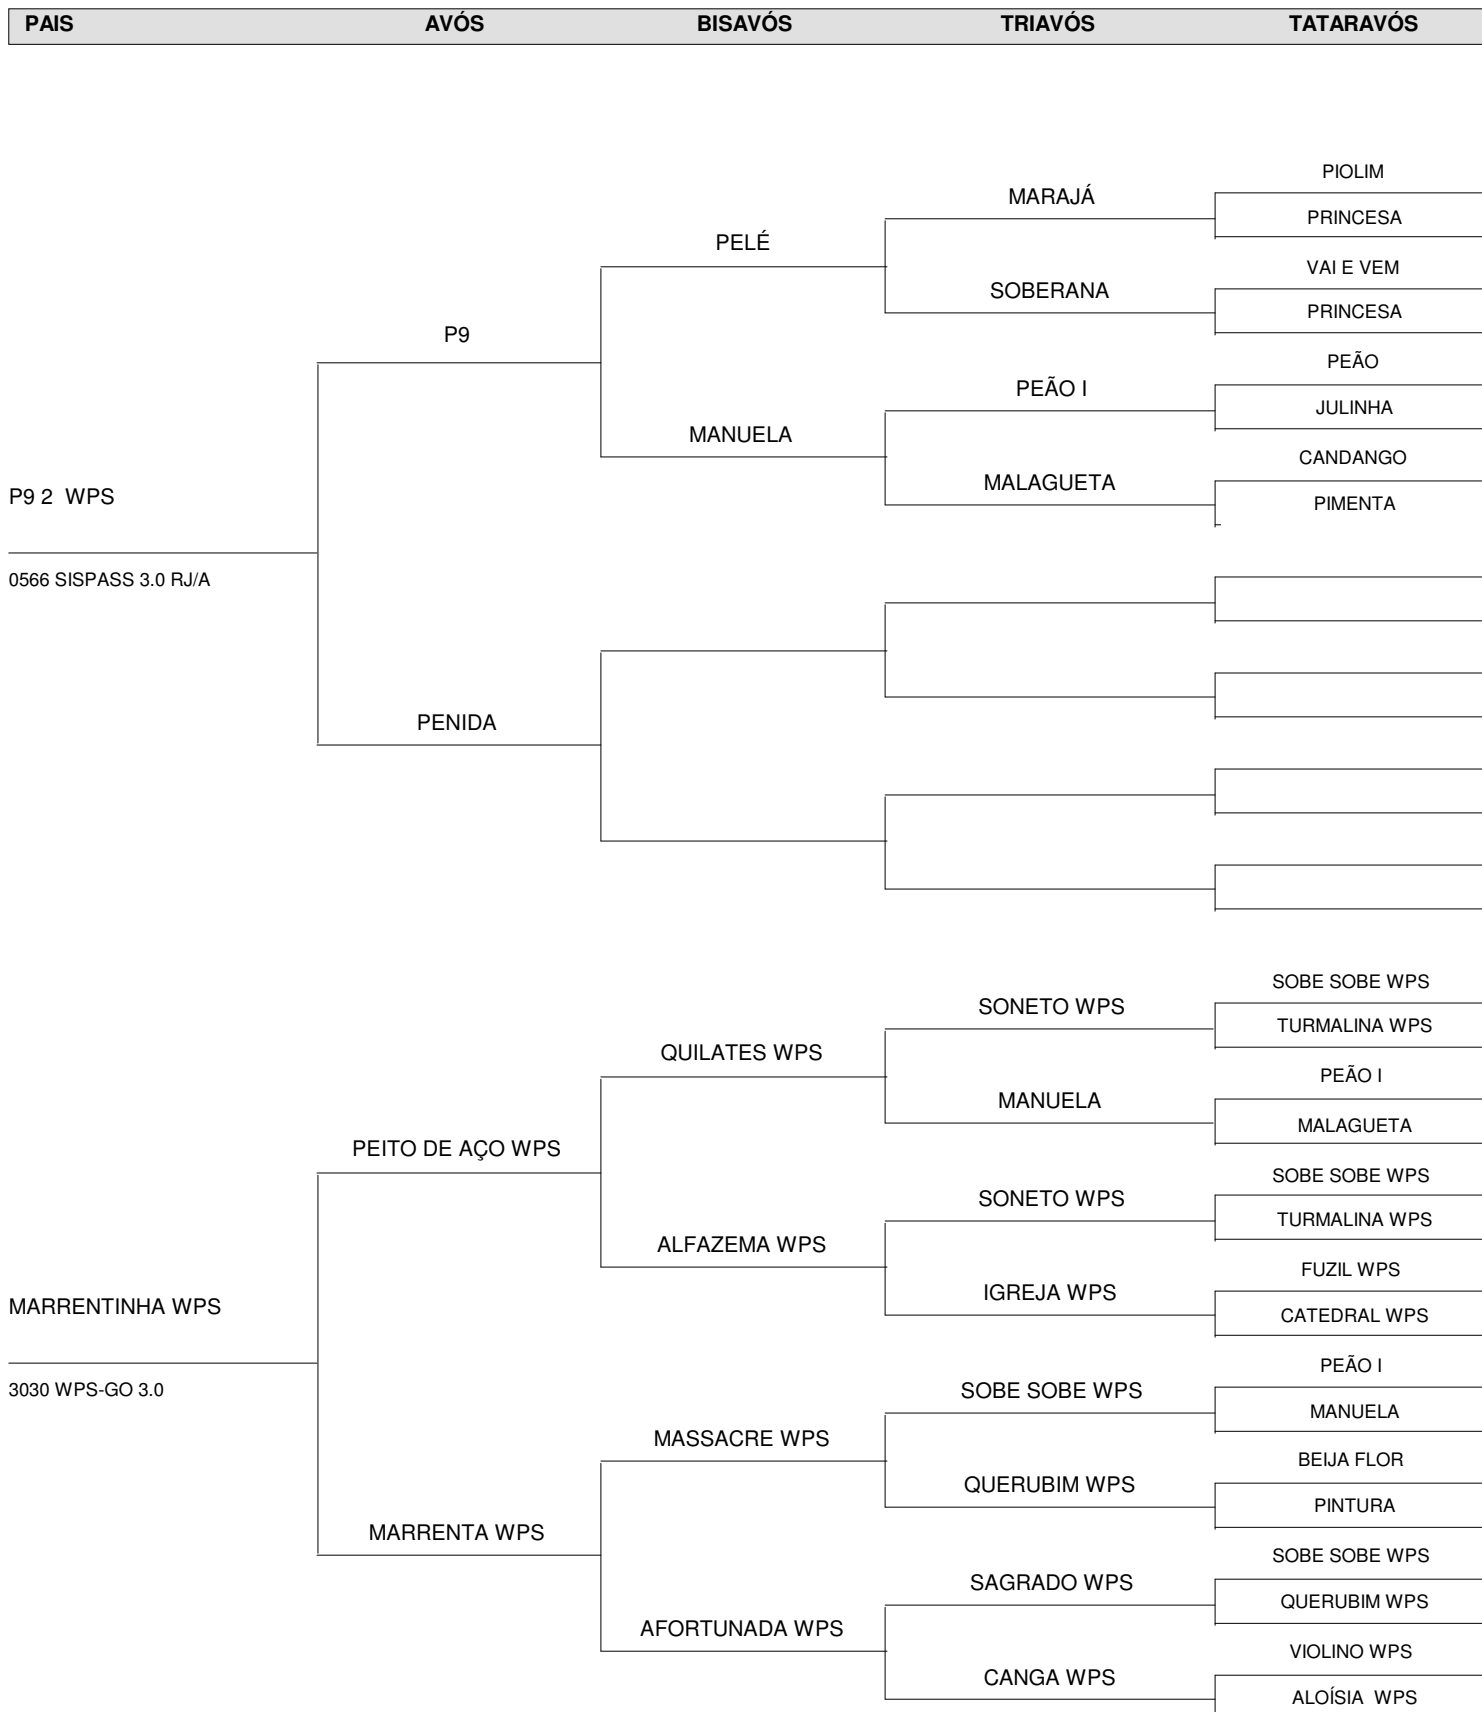 PAIS AVÓS BISAVÓS TRIAVÓS TATARAVÓS
PIOLIM
MARAJÁ
PRINCESA
PELÉ
VAI E VEM
SOBERANA
PRINCESA
P9
PEÃO
PEÃO I
JULINHA
MANUELA
CANDANGO
MALAGUETA
P9 2 WPS
PIMENTA
0566 SISPASS 3.0 RJ/A
PENIDA
SOBE SOBE WPS
SONETO WPS
TURMALINA WPS
QUILATES WPS
PEÃO I
MANUELA
MALAGUETA
PEITO DE AÇO WPS
SOBE SOBE WPS
SONETO WPS
TURMALINA WPS
ALFAZEMA WPS
FUZIL WPS
IGREJA WPS
MARRENTINHA WPS
CATEDRAL WPS
PEÃO I
3030 WPS-GO 3.0
SOBE SOBE WPS
MANUELA
MASSACRE WPS
BEIJA FLOR
QUERUBIM WPS
PINTURA
MARRENTA WPS
SOBE SOBE WPS
SAGRADO WPS
QUERUBIM WPS
AFORTUNADA WPS
VIOLINO WPS
CANGA WPS
ALOÍSIA WPS